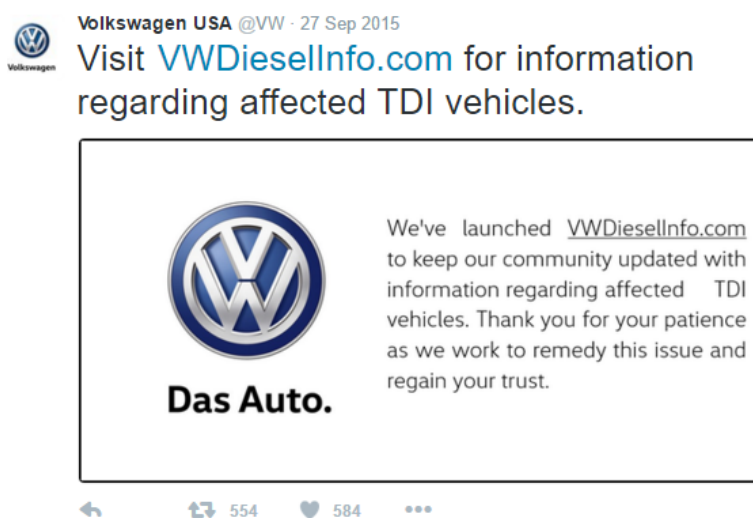 Volkswagen USA @VW · 27 Sep 2015
Volkswagen
Visit VWDieselInfo.com for information
regarding affected TDI vehicles.
We've launched VWDieselInfo.com
to keep our community updated with
information regarding affected TDI
vehicles. Thank you for your patience
as we work to remedy this issue and
regain your trust.
Das Auto.
554 584